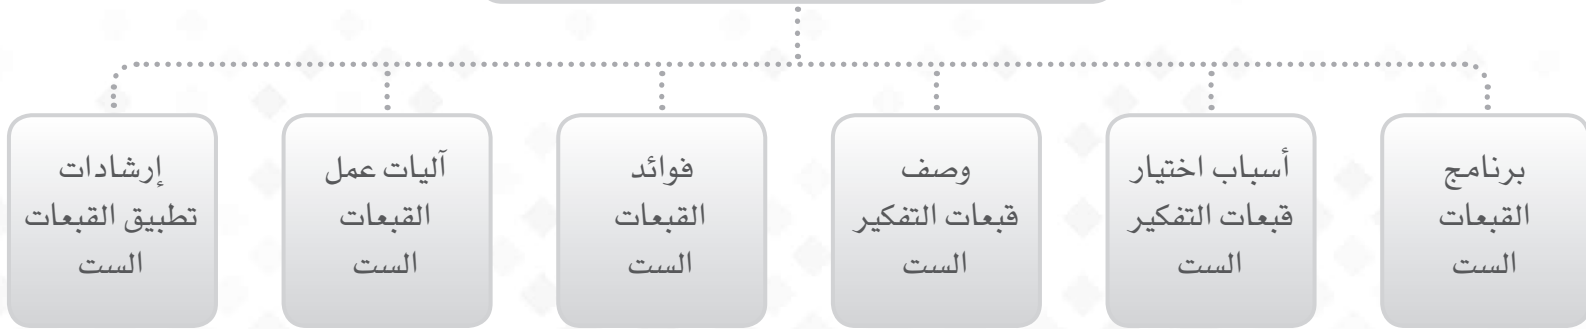 برنامج
القبعات
الست
أسباب اختيار
قبعات التفكير
الست
وصف
قبعات التفكير
الست
فوائد
القبعات
الست
آليات عمل
القبعات
الست
إرشادات
تطبيق القبعات
الست